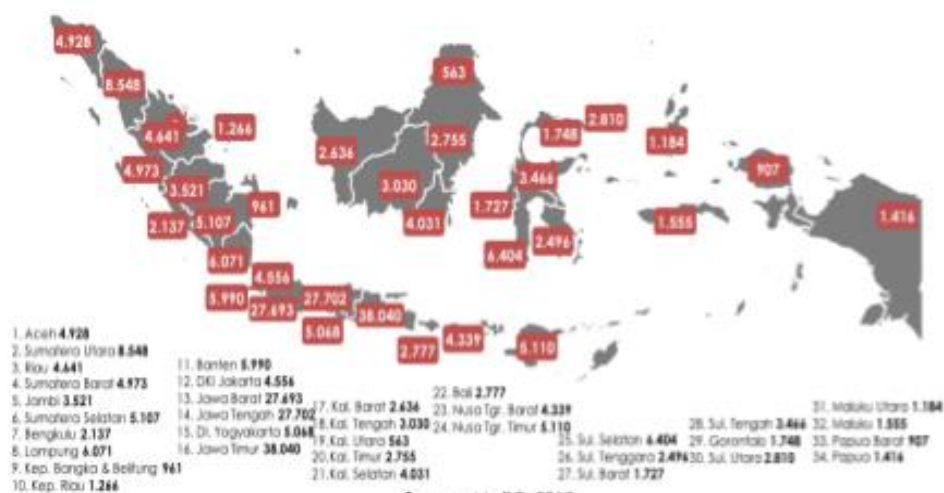 4.928
8.548
4.641
1.266
4.973
3.521
961
2.137
5.107
6.071
4.556
5.990
27.693
27.702
5.068
38.040
2.777
4.339
5.110
563
2.636
2.755
3.030
4.031
1.748
2.810
3.466
1.727
6.404
2.496
1.184
1.555
907
1.416
1. Aceh 4.928
2. Sumatera Utara 8.548
3. Riau 4.641
4. Sumatera Barat 4.973
5. Jambi 3.521
6. Sumatera Selatan 5.107
7. Bengkulu 2.137
8. Lampung 6.071
9. Kep. Bangka & Belitung 961
10. Kep. Riau 1.266
11. Banten 5.990
12. DKI Jakarta 4.556
13. Jawa Barat 27.693
14. Jawa Tengah 27.702
15. DI. Yogyakarta 5.068
16. Jawa Timur 38.040
17. Kal. Barat 2.636
18. Kal. Tengah 3.030
19. Kal. Utara 563
20. Kal. Timur 2.755
21. Kal. Selatan 4.031
22. Bali 2.777
23. Nusa Tgr. Barat 4.339
24. Nusa Tgr. Timur 5.110
25. Sul. Selatan 6.404
26. Sul. Tenggara 2.496
27. Sul. Barat 1.727
28. Sul. Tengah 3.466
29. Gorontalo 1.748
30. Sul. Utara 2.810
31. Maluku Utara 1.184
32. Maluku 1.555
33. Papua Barat 907
34. Papua 1.416